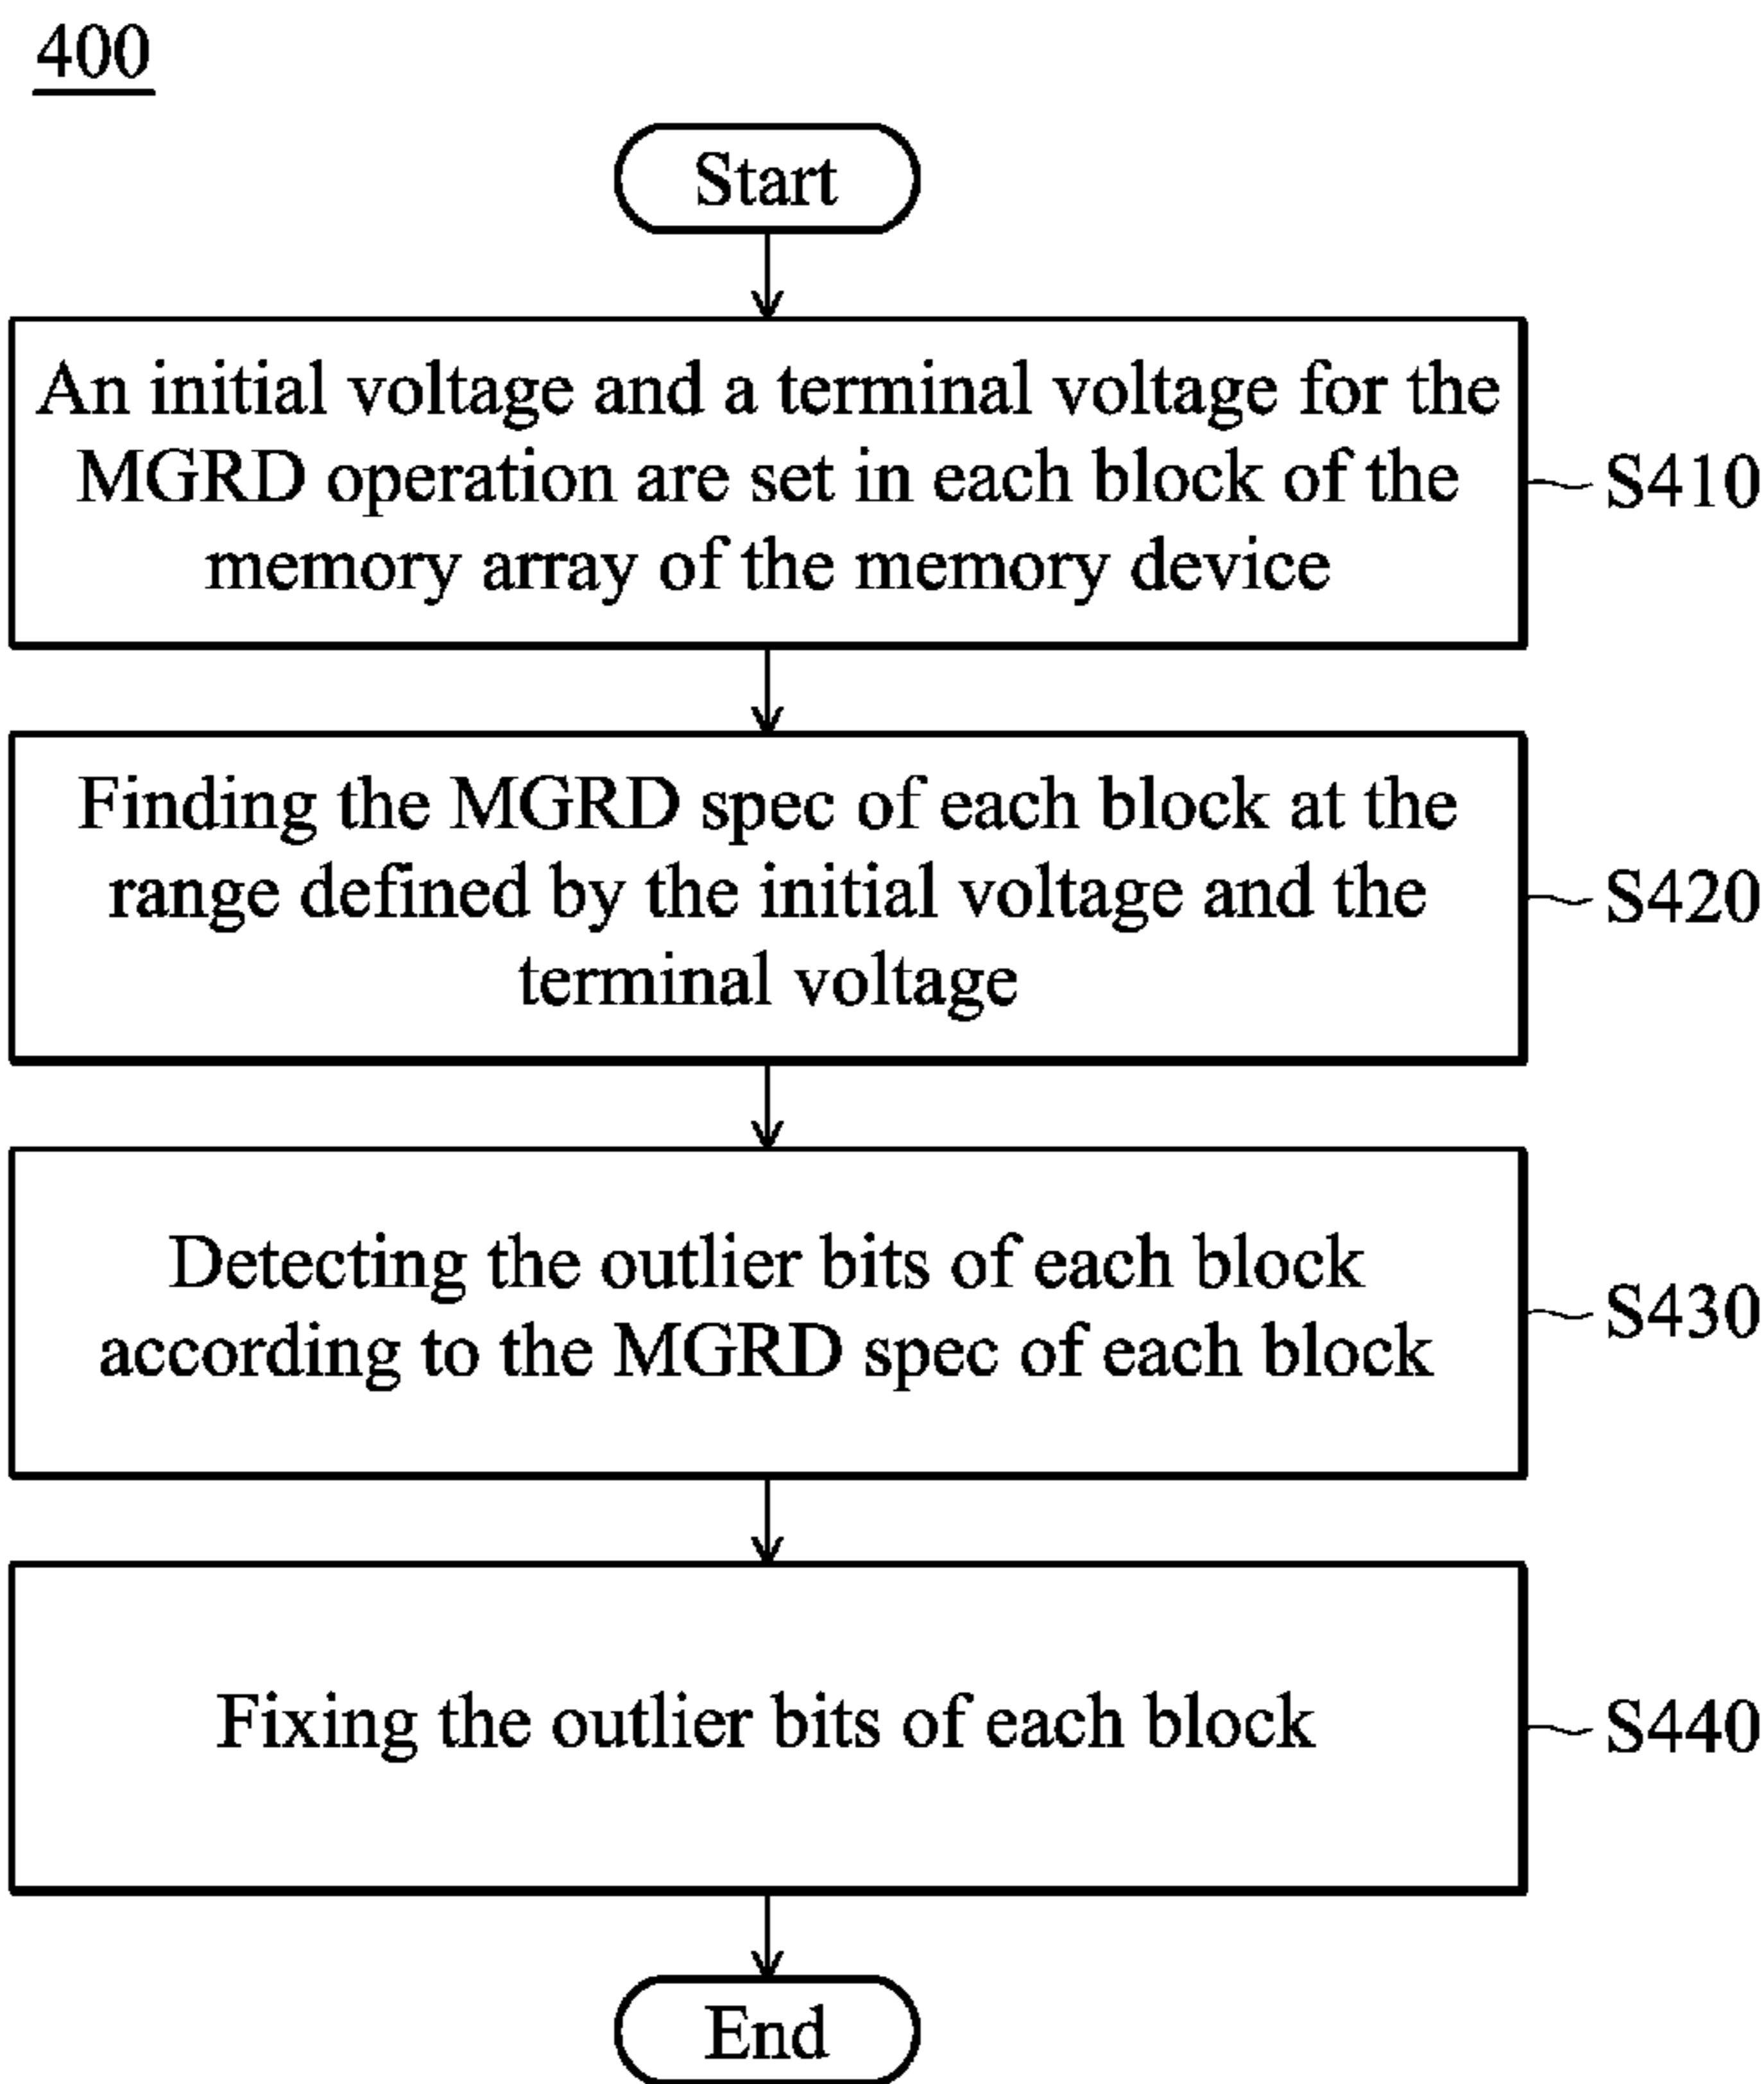 400
Start
An initial voltage and a terminal voltage for the
MGRD operation are set in each block of the
memory array of the memory device
S410
Finding the MGRD spec of each block at the
range defined by the initial voltage and the
terminal voltage
S420
Detecting the outlier bits of each block
according to the MGRD spec of each block
S430
Fixing the outlier bits of each block
S440
End